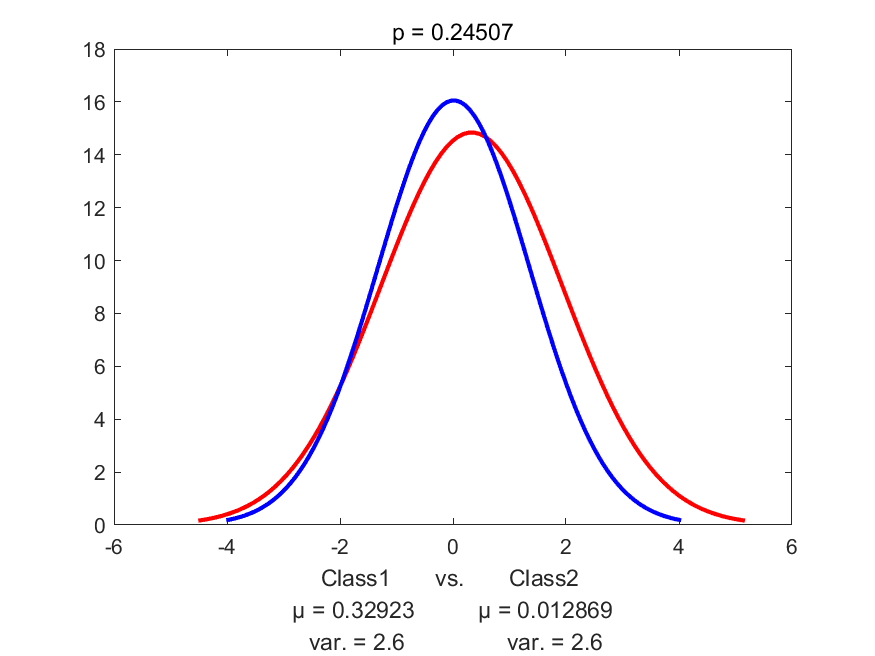 p = 0.24507
18
16
14
12
10
8
6
4
2
0
-6 -4 -2 0 2 4 6
Class1 vs. Class2
μ = 0.32923 μ = 0.012869
var. = 2.6 var. = 2.6